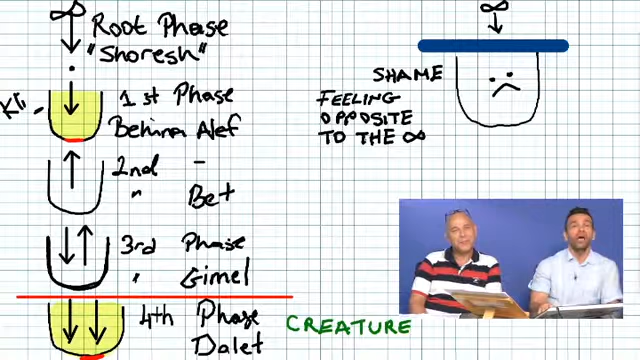 ∞ Root Phase
"Shoresh"
1st Phase
Behina Alef
2nd –
" Bet
3rd Phase
" Gimel
4th Phase
Dalet
CREATURE
∞
SHAME
FEELING
OPPOSITE
TO THE ∞